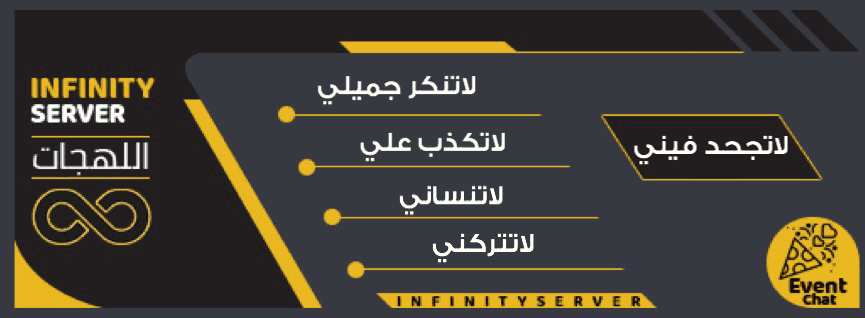 INFINITY
SERVER
اللهجات
لاتجحد فيني
لاتنكر جميلي
لاتكذب علي
لاتنساني
لاتتركني
INFINITYSERVER
Event
Chat